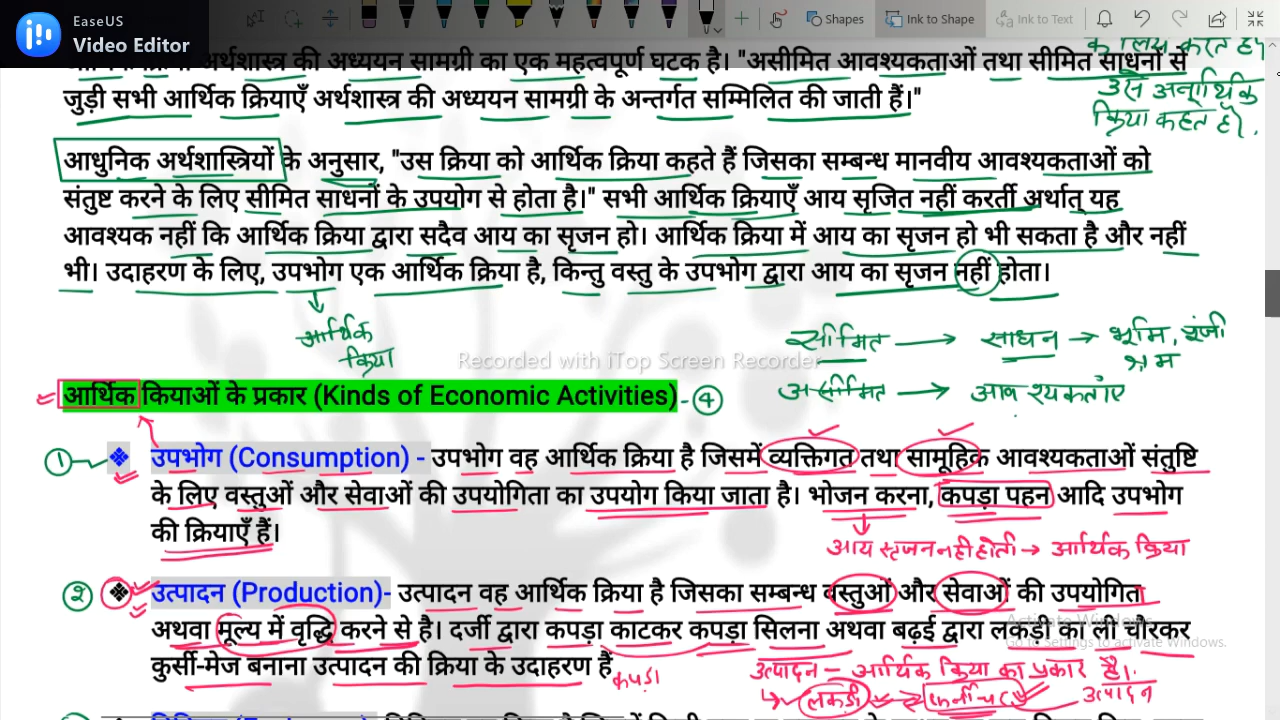 EaseUS
Video Editor
Shapes
Ink to Shape
Ink to Text
के लिये करते है।
आर्थिक क्रिया अर्थशास्त्र की अध्ययन सामग्री का एक महत्वपूर्ण घटक है। "असीमित आवश्यकताओं तथा सीमित साधनों से
जुड़ी सभी आर्थिक क्रियाएँ अर्थशास्त्र की अध्ययन सामग्री के अन्तर्गत सम्मिलित की जाती हैं।"
उसे अनार्थिक
क्रिया कहते है।
आधुनिक अर्थशास्त्रियों के अनुसार, "उस क्रिया को आर्थिक क्रिया कहते हैं जिसका सम्बन्ध मानवीय आवश्यकताओं को
संतुष्ट करने के लिए सीमित साधनों के उपयोग से होता है।" सभी आर्थिक क्रियाएँ आय सृजित नहीं करर्ती अर्थात् यह
आवश्यक नहीं कि आर्थिक क्रिया द्वारा सदैव आय का सृजन हो। आर्थिक क्रिया में आय का सृजन हो भी सकता है और नहीं
भी। उदाहरण के लिए, उपभोग एक आर्थिक क्रिया है, किन्तु वस्तु के उपभोग द्वारा आय का सृजन नहीं होता।
आर्थिक
क्रिया
सीमित → साधन → भूमि, पूंजी
श्रम
Recorded with iTop Screen Recorder
असीमित → आवश्यकताएं
आर्थिक कियाओं के प्रकार (Kinds of Economic Activities) - ④
① ❖ उपभोग (Consumption) - उपभोग वह आर्थिक क्रिया है जिसमें व्यक्तिगत तथा सामूहिक आवश्यकताओं संतुष्टि
के लिए वस्तुओं और सेवाओं की उपयोगिता का उपयोग किया जाता है। भोजन करना, कपड़ा पहन आदि उपभोग
की क्रियाएँ हैं।
आय सृजन नही होती → आर्थिक क्रिया
② ❖ उत्पादन (Production)- उत्पादन वह आर्थिक क्रिया है जिसका सम्बन्ध वस्तुओं और सेवाओं की उपयोगित
अथवा मूल्य में वृद्धि करने से है। दर्जी द्वारा कपड़ा काटकर कपड़ा सिलना अथवा बढ़ई द्वारा लकड़ी का ली करकर
कुर्सी-मेज बनाना उत्पादन की क्रिया के उदाहरण हैं
Activate Windows
Go to Settings to activate Windows.
कपड़ा
उत्पादन - आर्थिक क्रिया का प्रकार है।
लकड़ी फर्नीचर उत्पादन